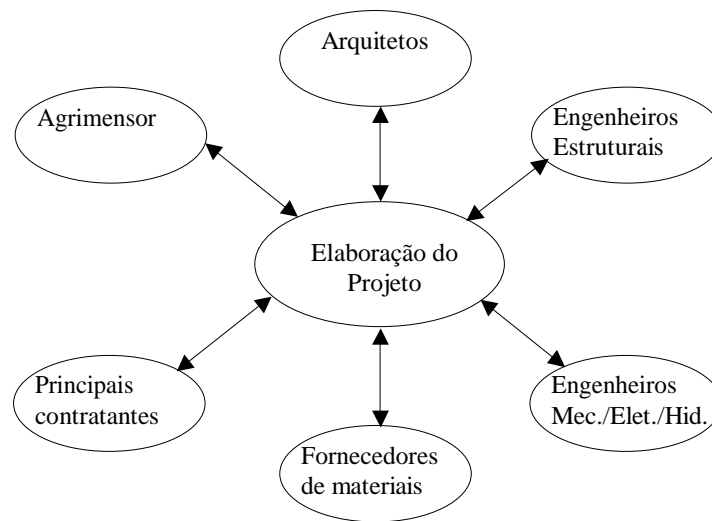 Arquitetos
Agrimensor
Engenheiros
Estruturais
Elaboração do
Projeto
Principais
contratantes
Engenheiros
Mec./Elet./Hid.
Fornecedores
de materiais